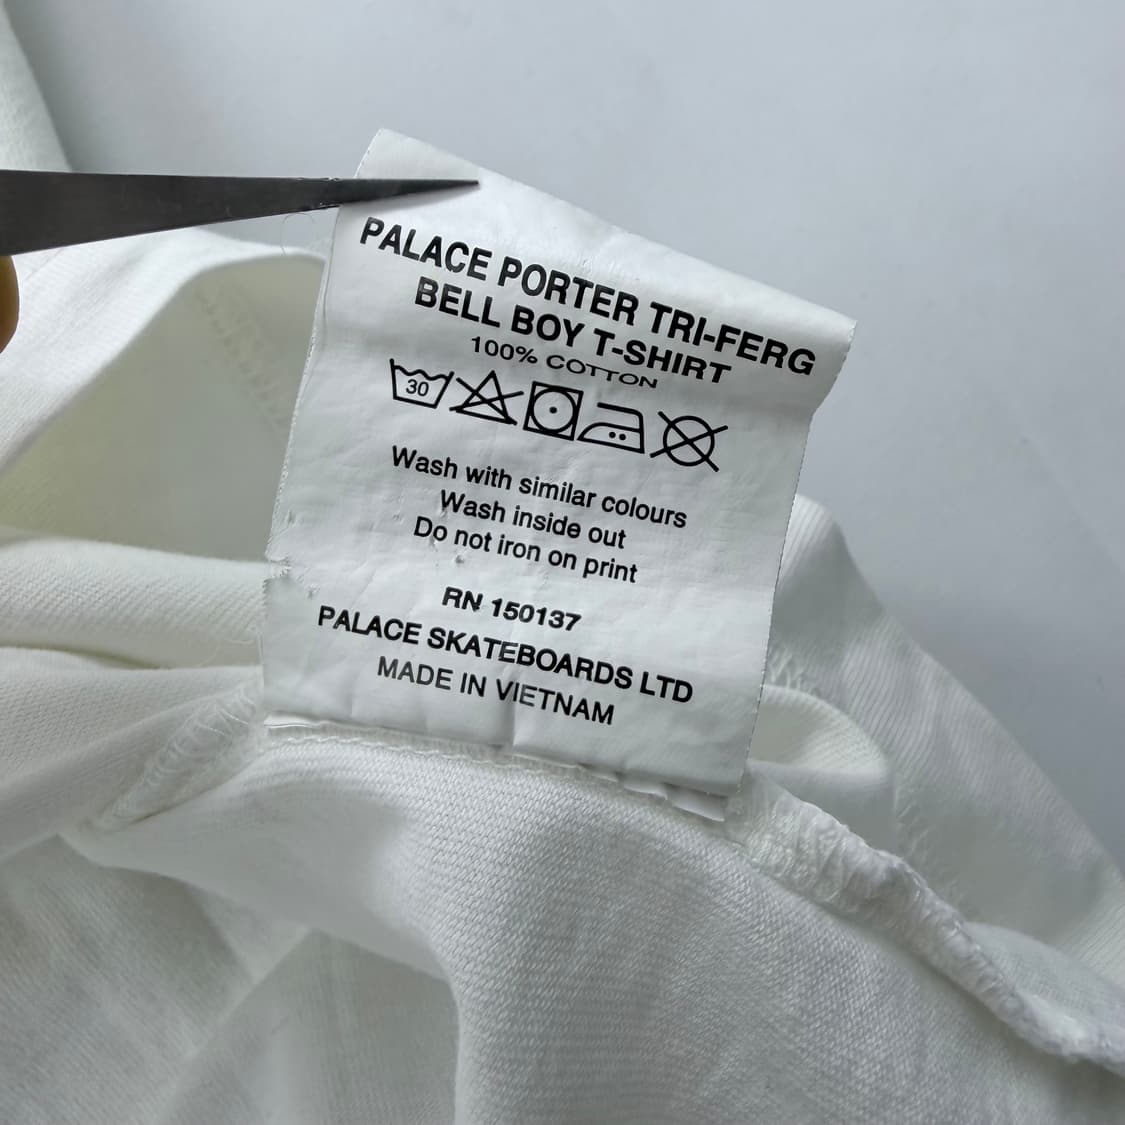 PALACE PORTER TRI-FERG
BELL BOY T-SHIRT
100% COTTON
30
Wash with similar colours
Wash inside out
Do not iron on print
RN 150137
PALACE SKATEBOARDS LTD
MADE IN VIETNAM